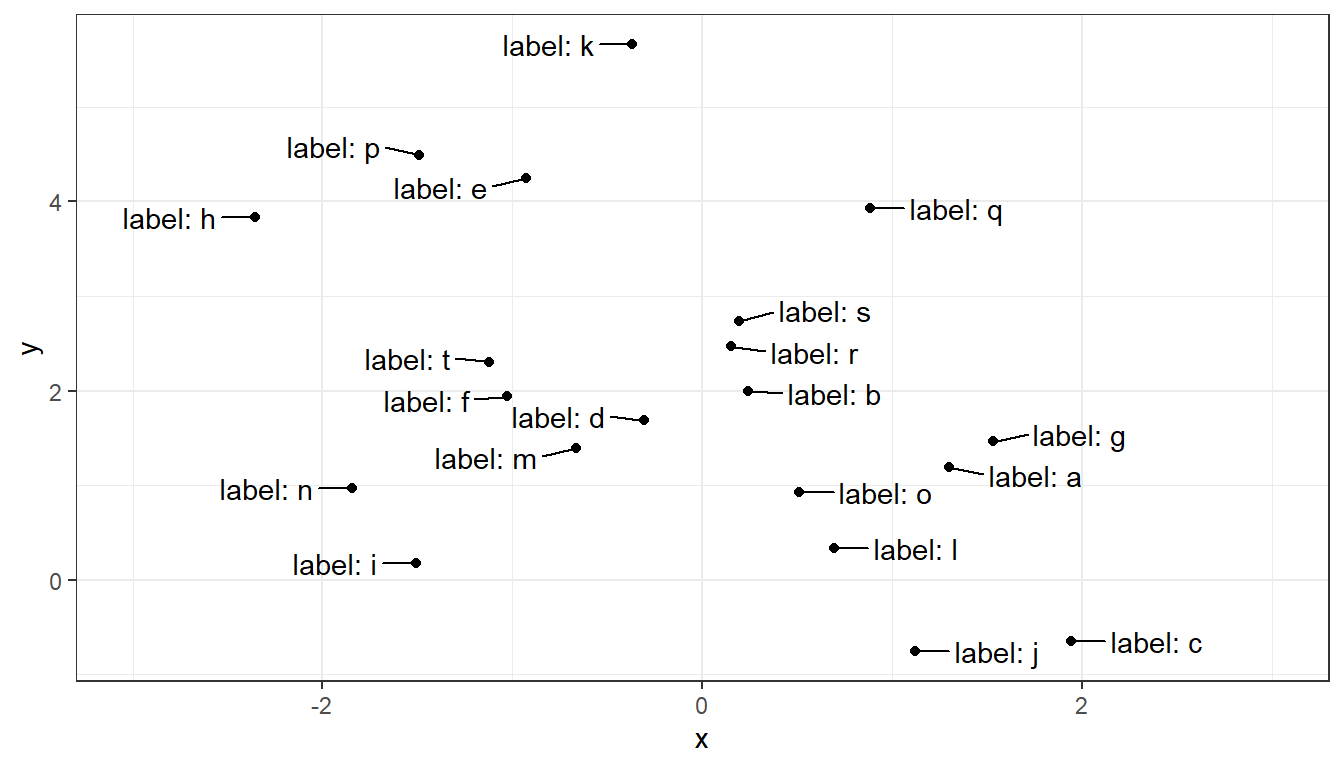 label: k
label: p
label: e
label: h
4
label: q
label: s
y
label: r
label: t
2
label: b
label: f
label: d
label: g
label: m
label: a
label: n
label: o
label: l
label: i
0
label: c
label: j
-2
0
2
x